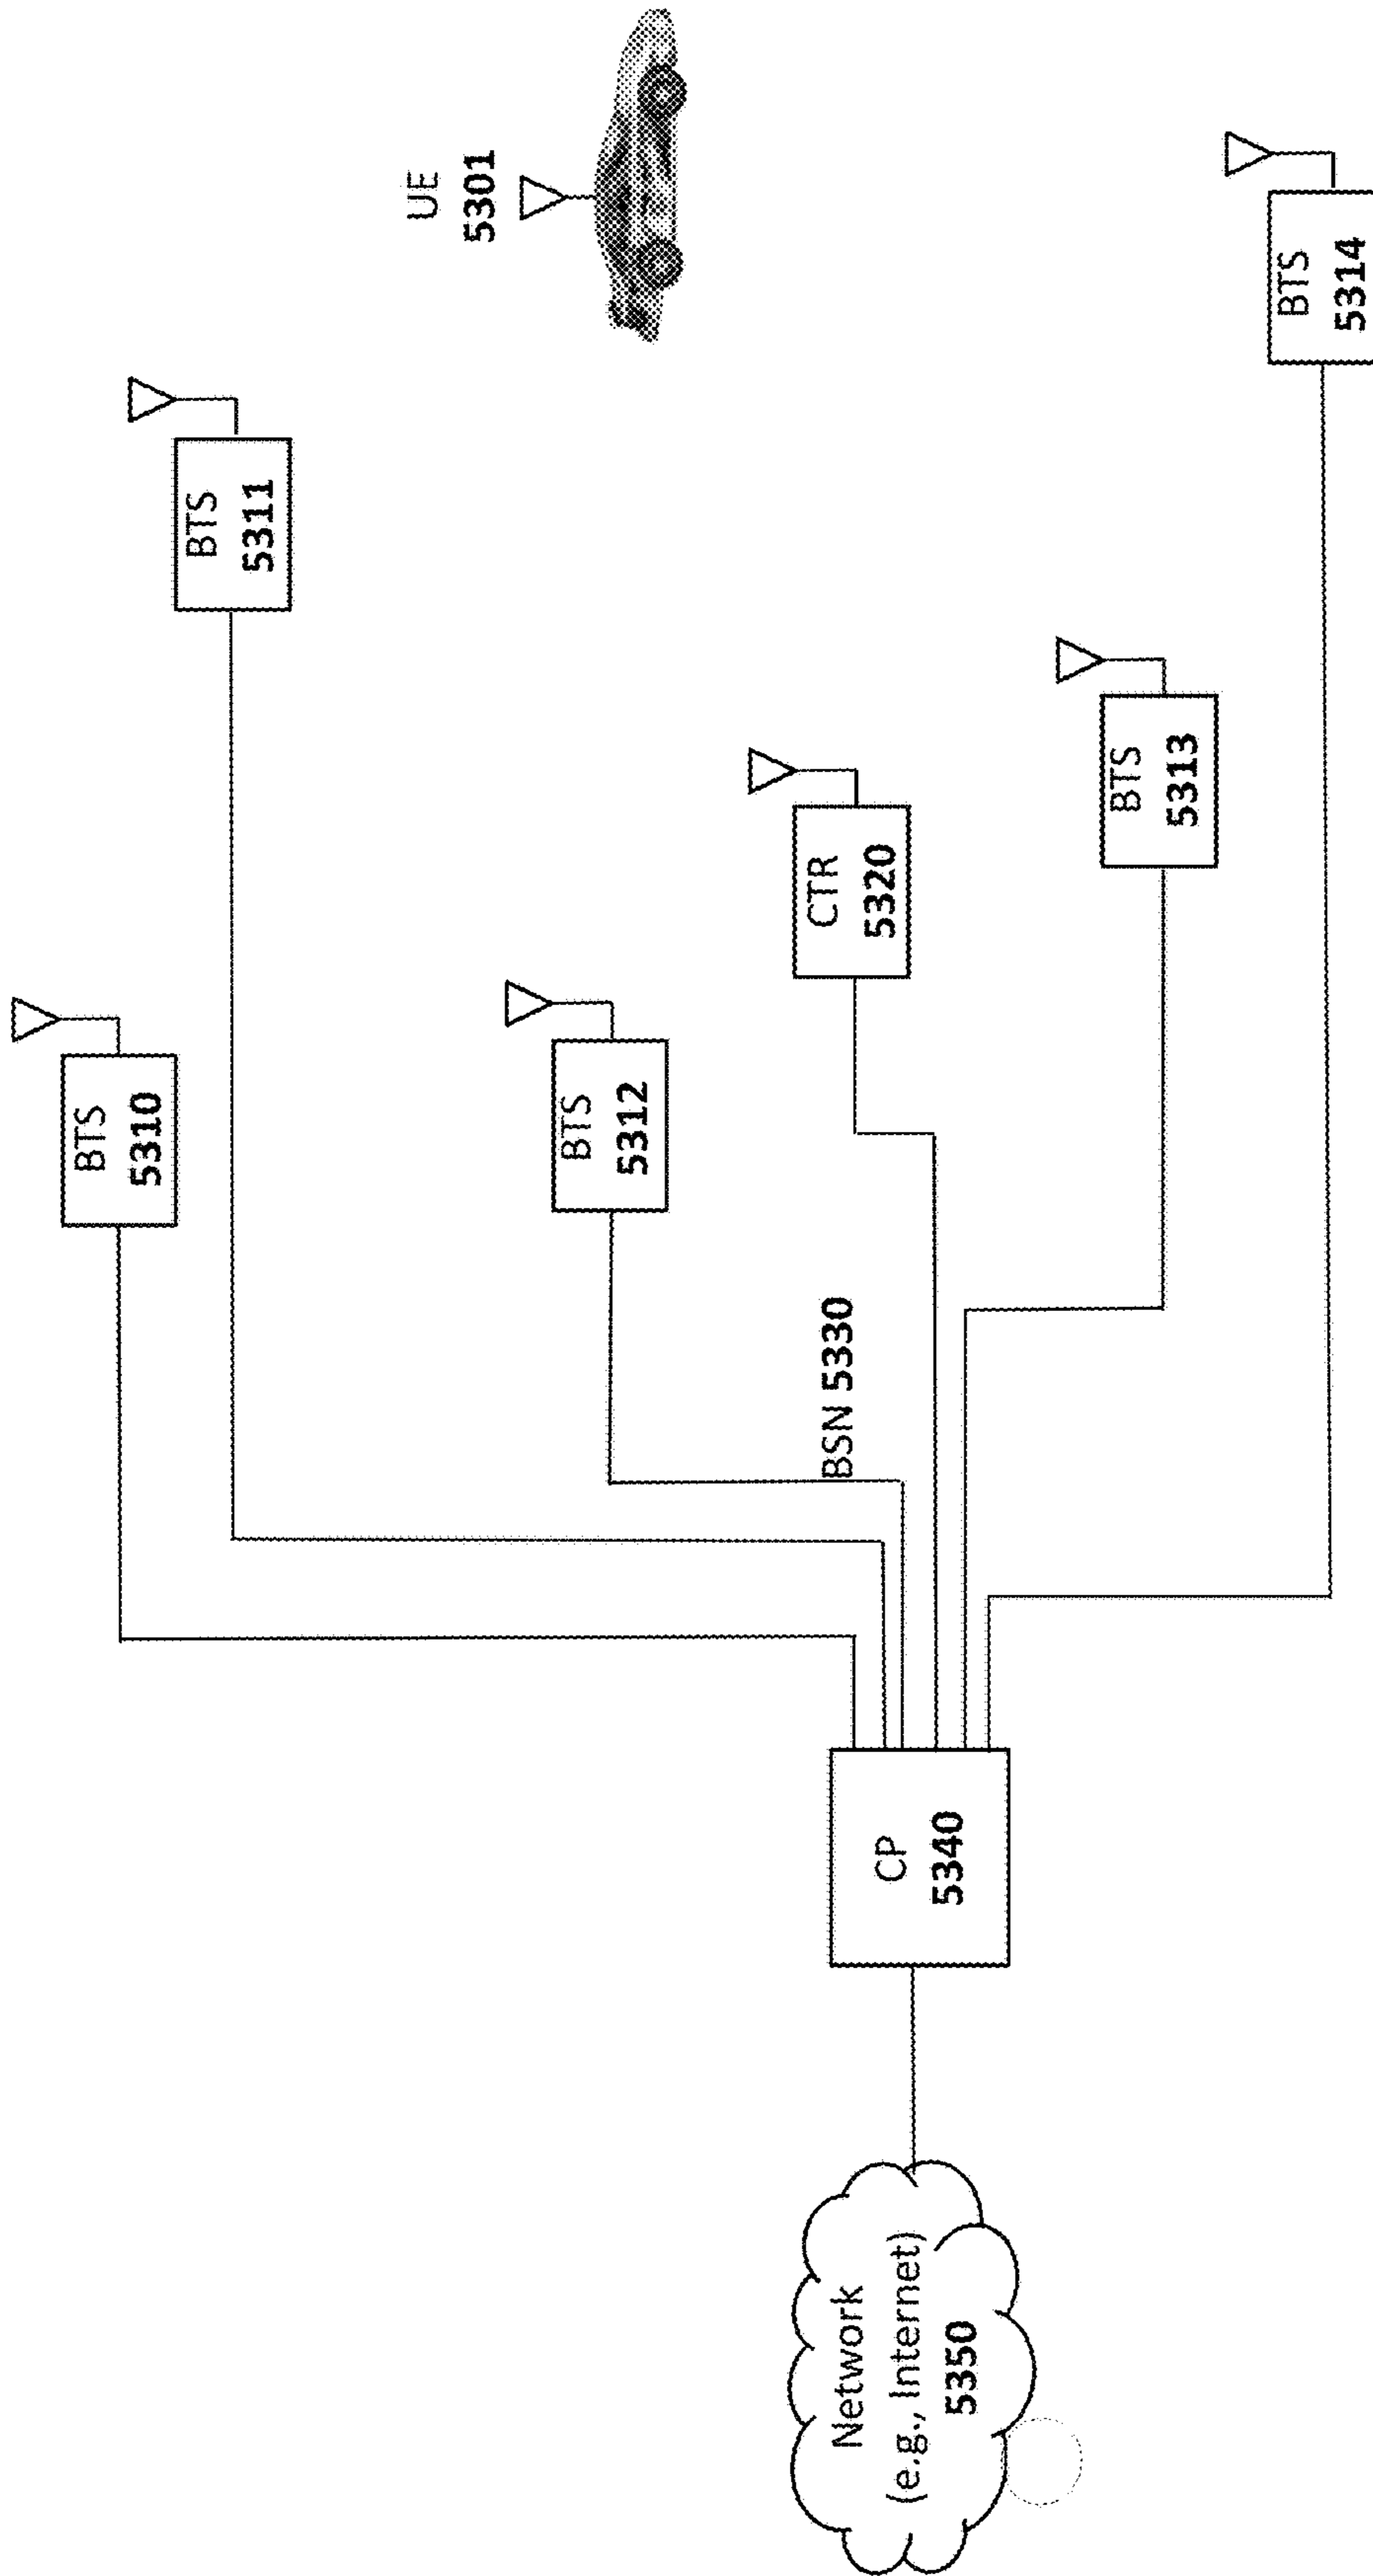 UE
5301
BTS
5311
BTS
5310
BTS
5314
BTS
5312
CTR
5320
BTS
5313
BSN 5330
CP
5340
Network
(e.g., Internet)
5350